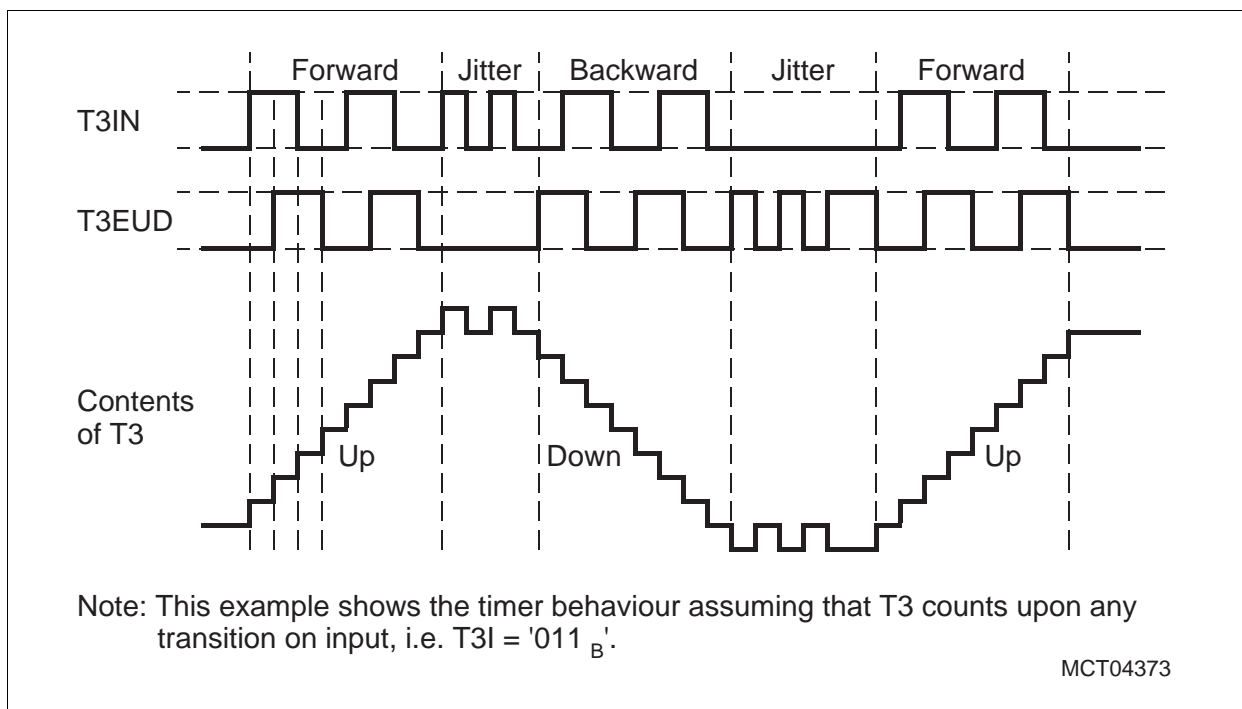 Forward Jitter Backward Jitter Forward
T3IN
T3EUD
Contents
of T3
Up Down Up
Note: This example shows the timer behaviour assuming that T3 counts upon any
transition on input, i.e. T3I = '011 B'.
MCT04373